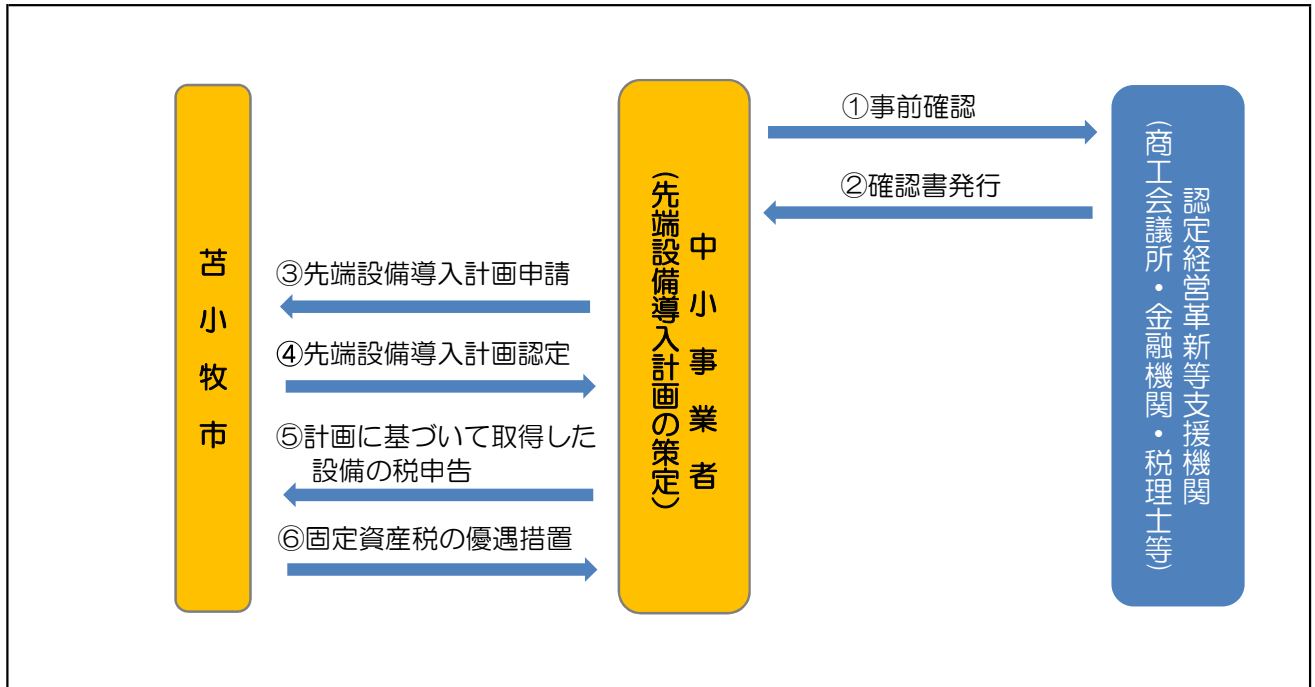 苫小牧市
③先端設備導入計画申請
④先端設備導入計画認定
⑤計画に基づいて取得した
設備の税申告
⑥固定資産税の優遇措置
中小事業者
(先端設備導入計画の策定)
①事前確認
②確認書発行
認定経営革新等支援機関
(商工会議所・金融機関・税理士等)